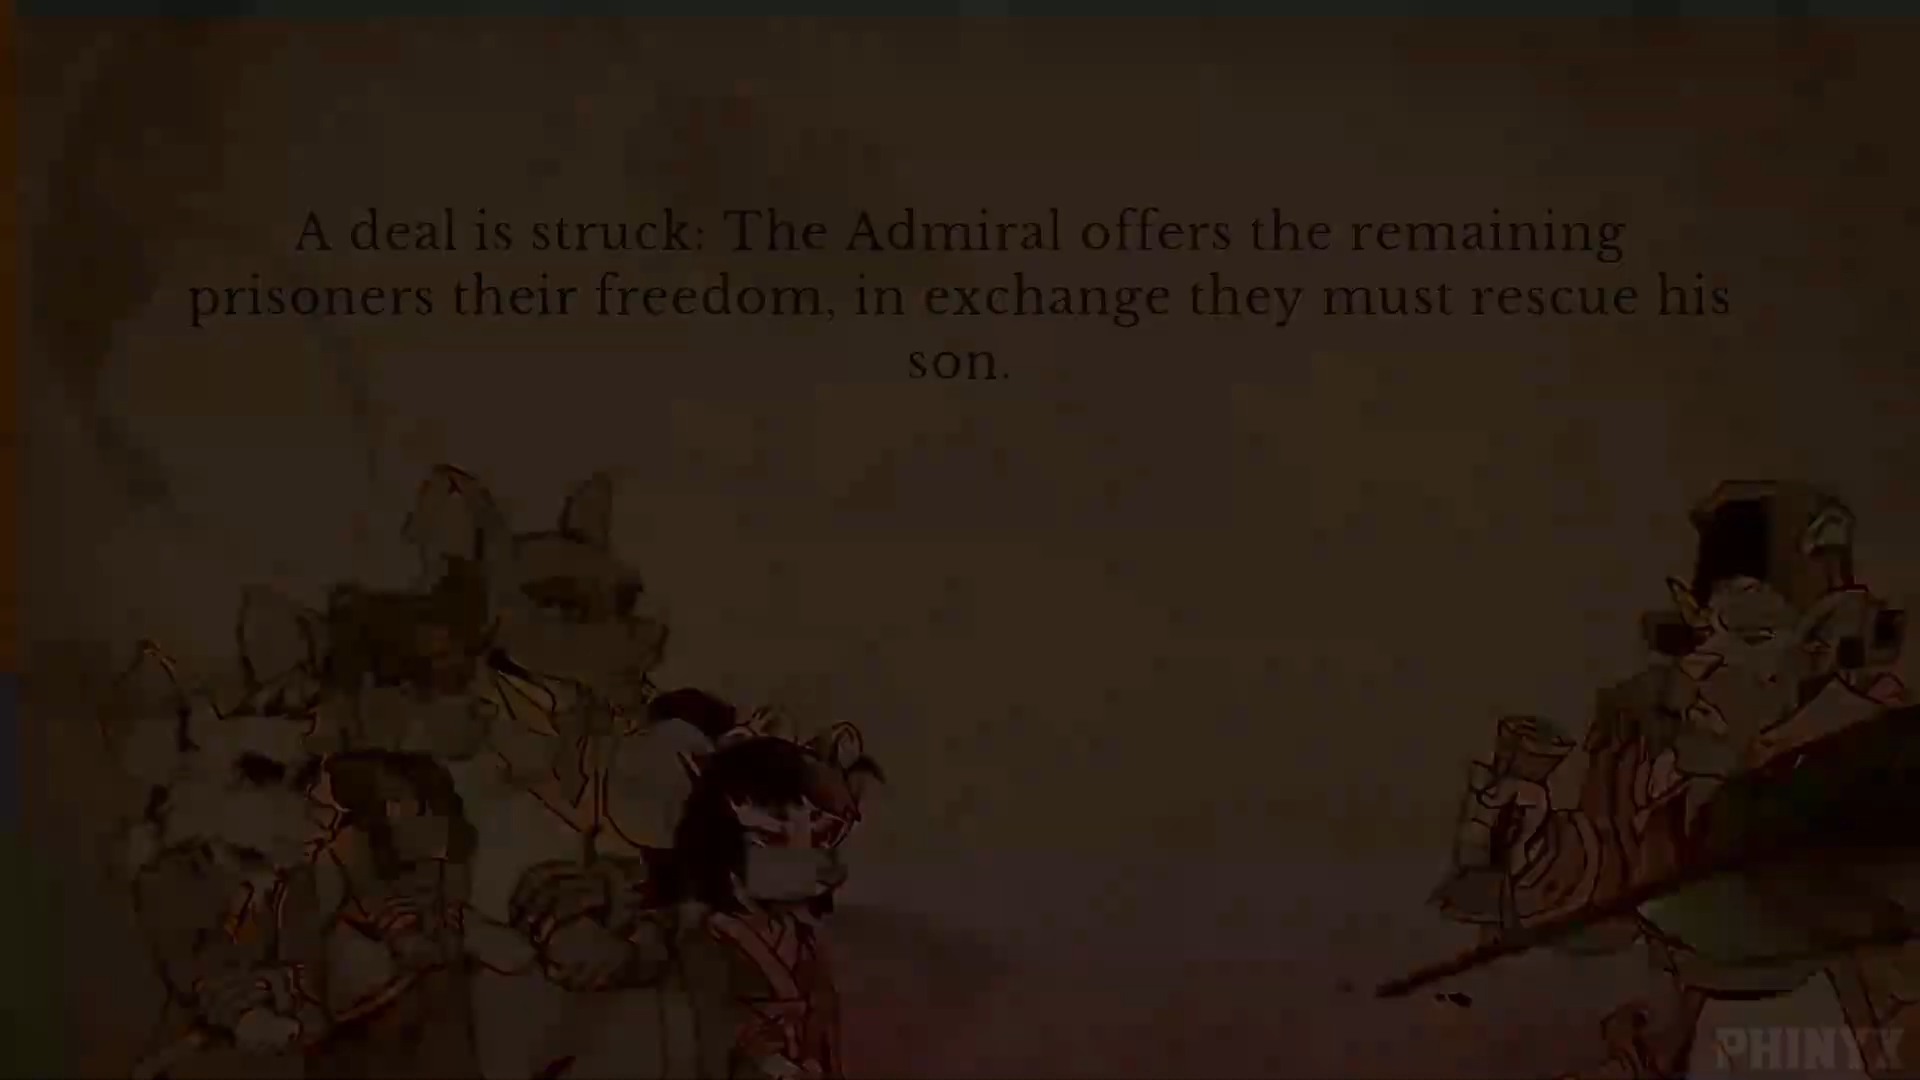 A deal is struck: The Admiral offers the remaining
prisoners their freedom, in exchange they must rescue his
son.
PHINYX